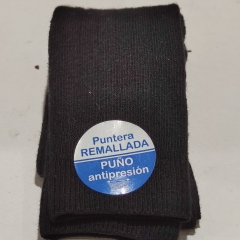 Puntera
REMALLADA
PUÑO
antipresión